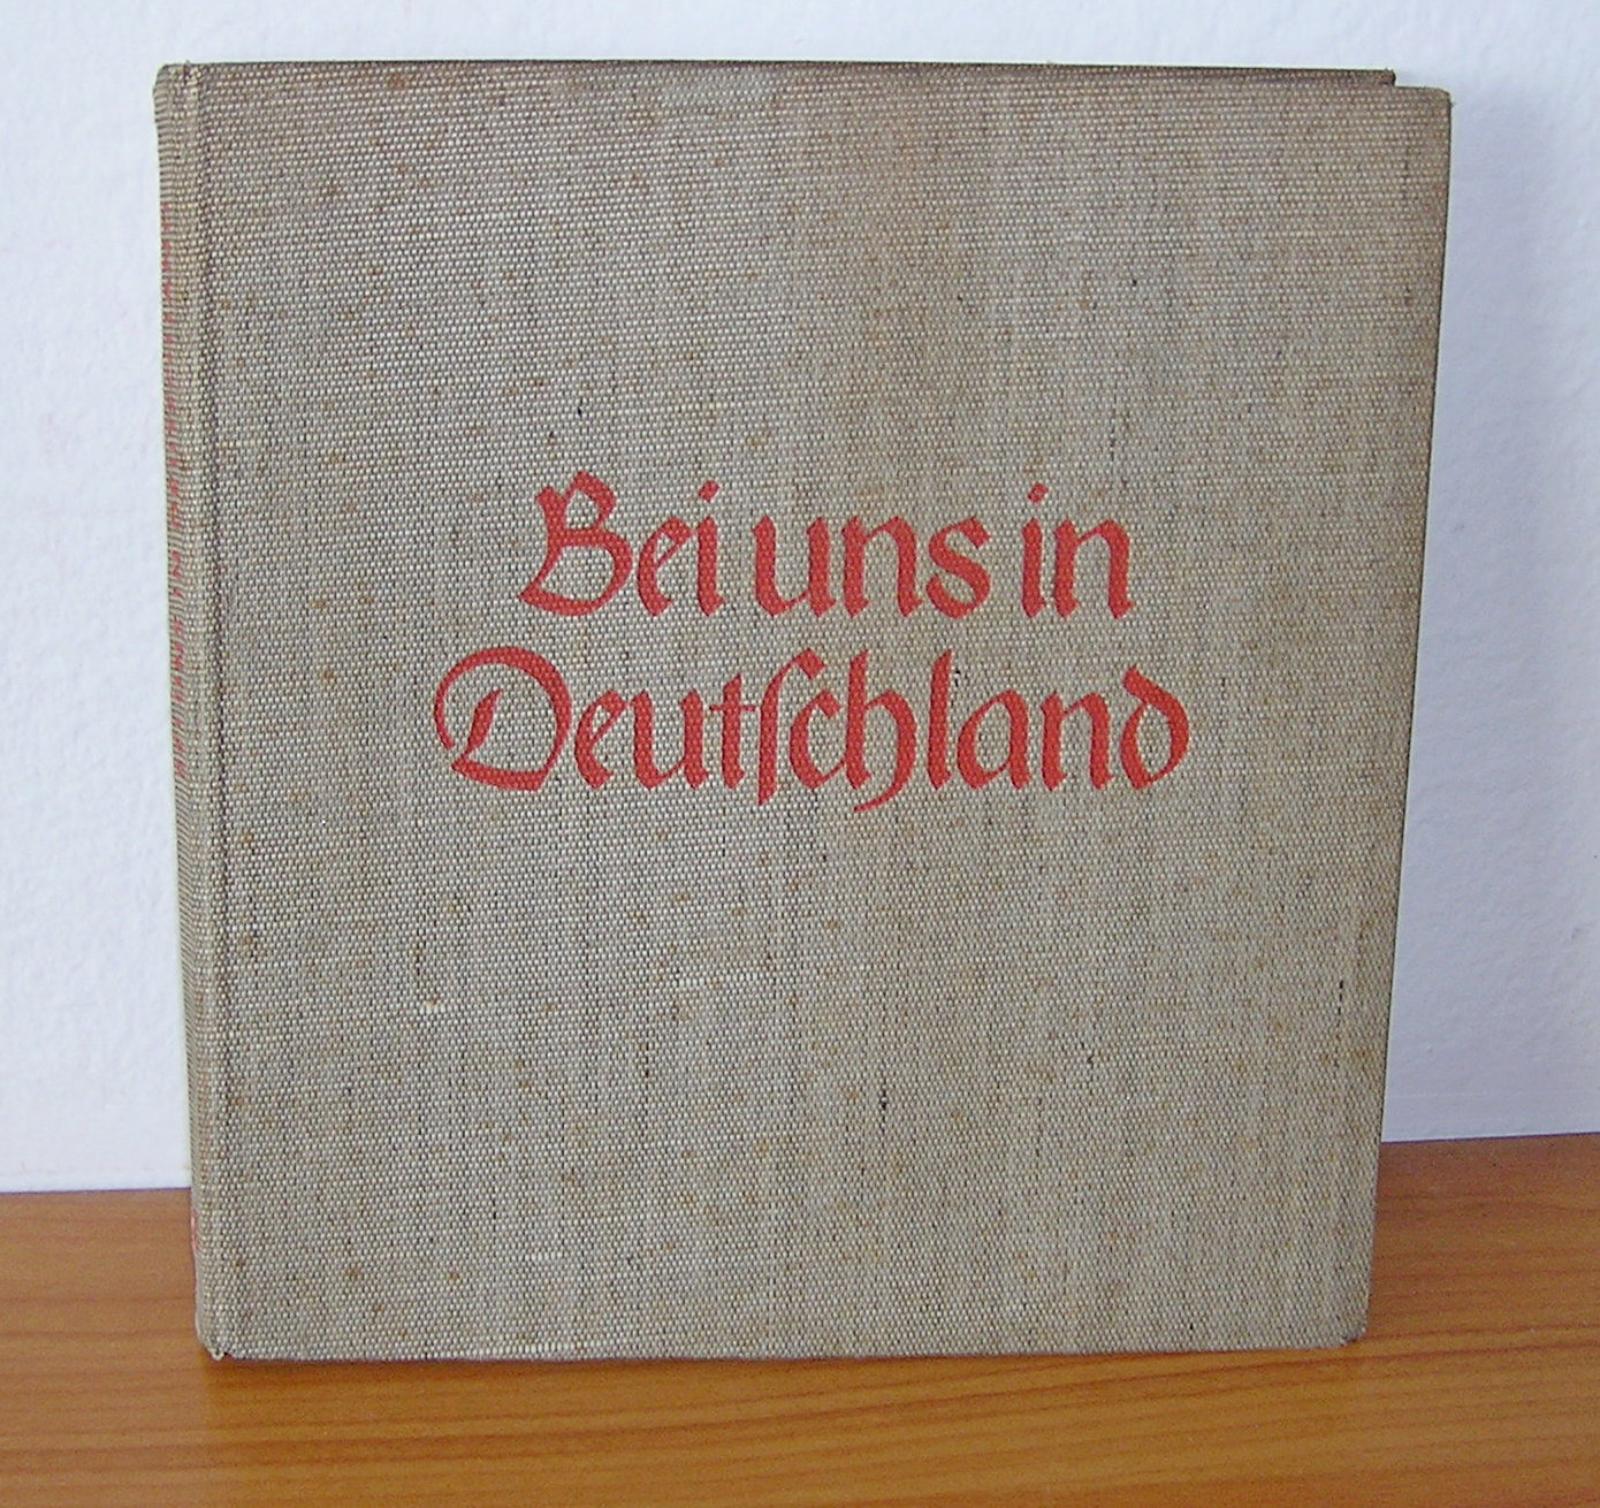 Bei uns in
Deutſchland